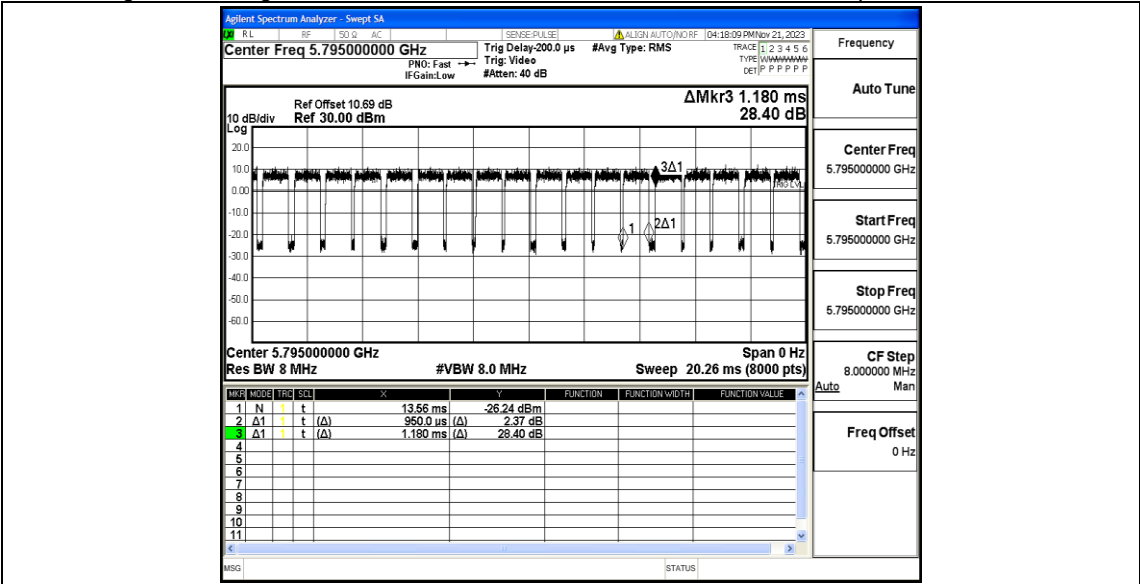 Agilent Spectrum Analyzer - Swept SA
RL RF 50 Ω AC SENSE:PULSE ALIGN AUTO/NO RF 04:18:09 PM Nov 21, 2023
Center Freq 5.795000000 GHz Trig Delay-200.0 µs #Avg Type: RMS TRACE 1 2 3 4 5 6
PNO: Fast Trig: Video TYPE WWWWWW
IFGain:Low #Atten: 40 dB DET P P P P P P
Frequency
Auto Tune
Center Freq
5.795000000 GHz
Start Freq
5.795000000 GHz
Stop Freq
5.795000000 GHz
CF Step
8.000000 MHz
Auto Man
Freq Offset
0 Hz
ΔMkr3 1.180 ms
28.40 dB
Ref Offset 10.69 dB
10 dB/div Ref 30.00 dBm
Log
20.0
10.0
0.00
-10.0
-20.0
-30.0
-40.0
-50.0
-60.0
3Δ1
TRIG LVL
1
2Δ1
Center 5.795000000 GHz Span 0 Hz
Res BW 8 MHz #VBW 8.0 MHz Sweep 20.26 ms (8000 pts)
MKR MODE TRC SCL X Y FUNCTION FUNCTION WIDTH FUNCTION VALUE
1 N 1 t 13.56 ms -26.24 dBm
2 Δ1 1 t (Δ) 950.0 µs (Δ) 2.37 dB
3 Δ1 1 t (Δ) 1.180 ms (Δ) 28.40 dB
4
5
6
7
8
9
10
11
MSG STATUS